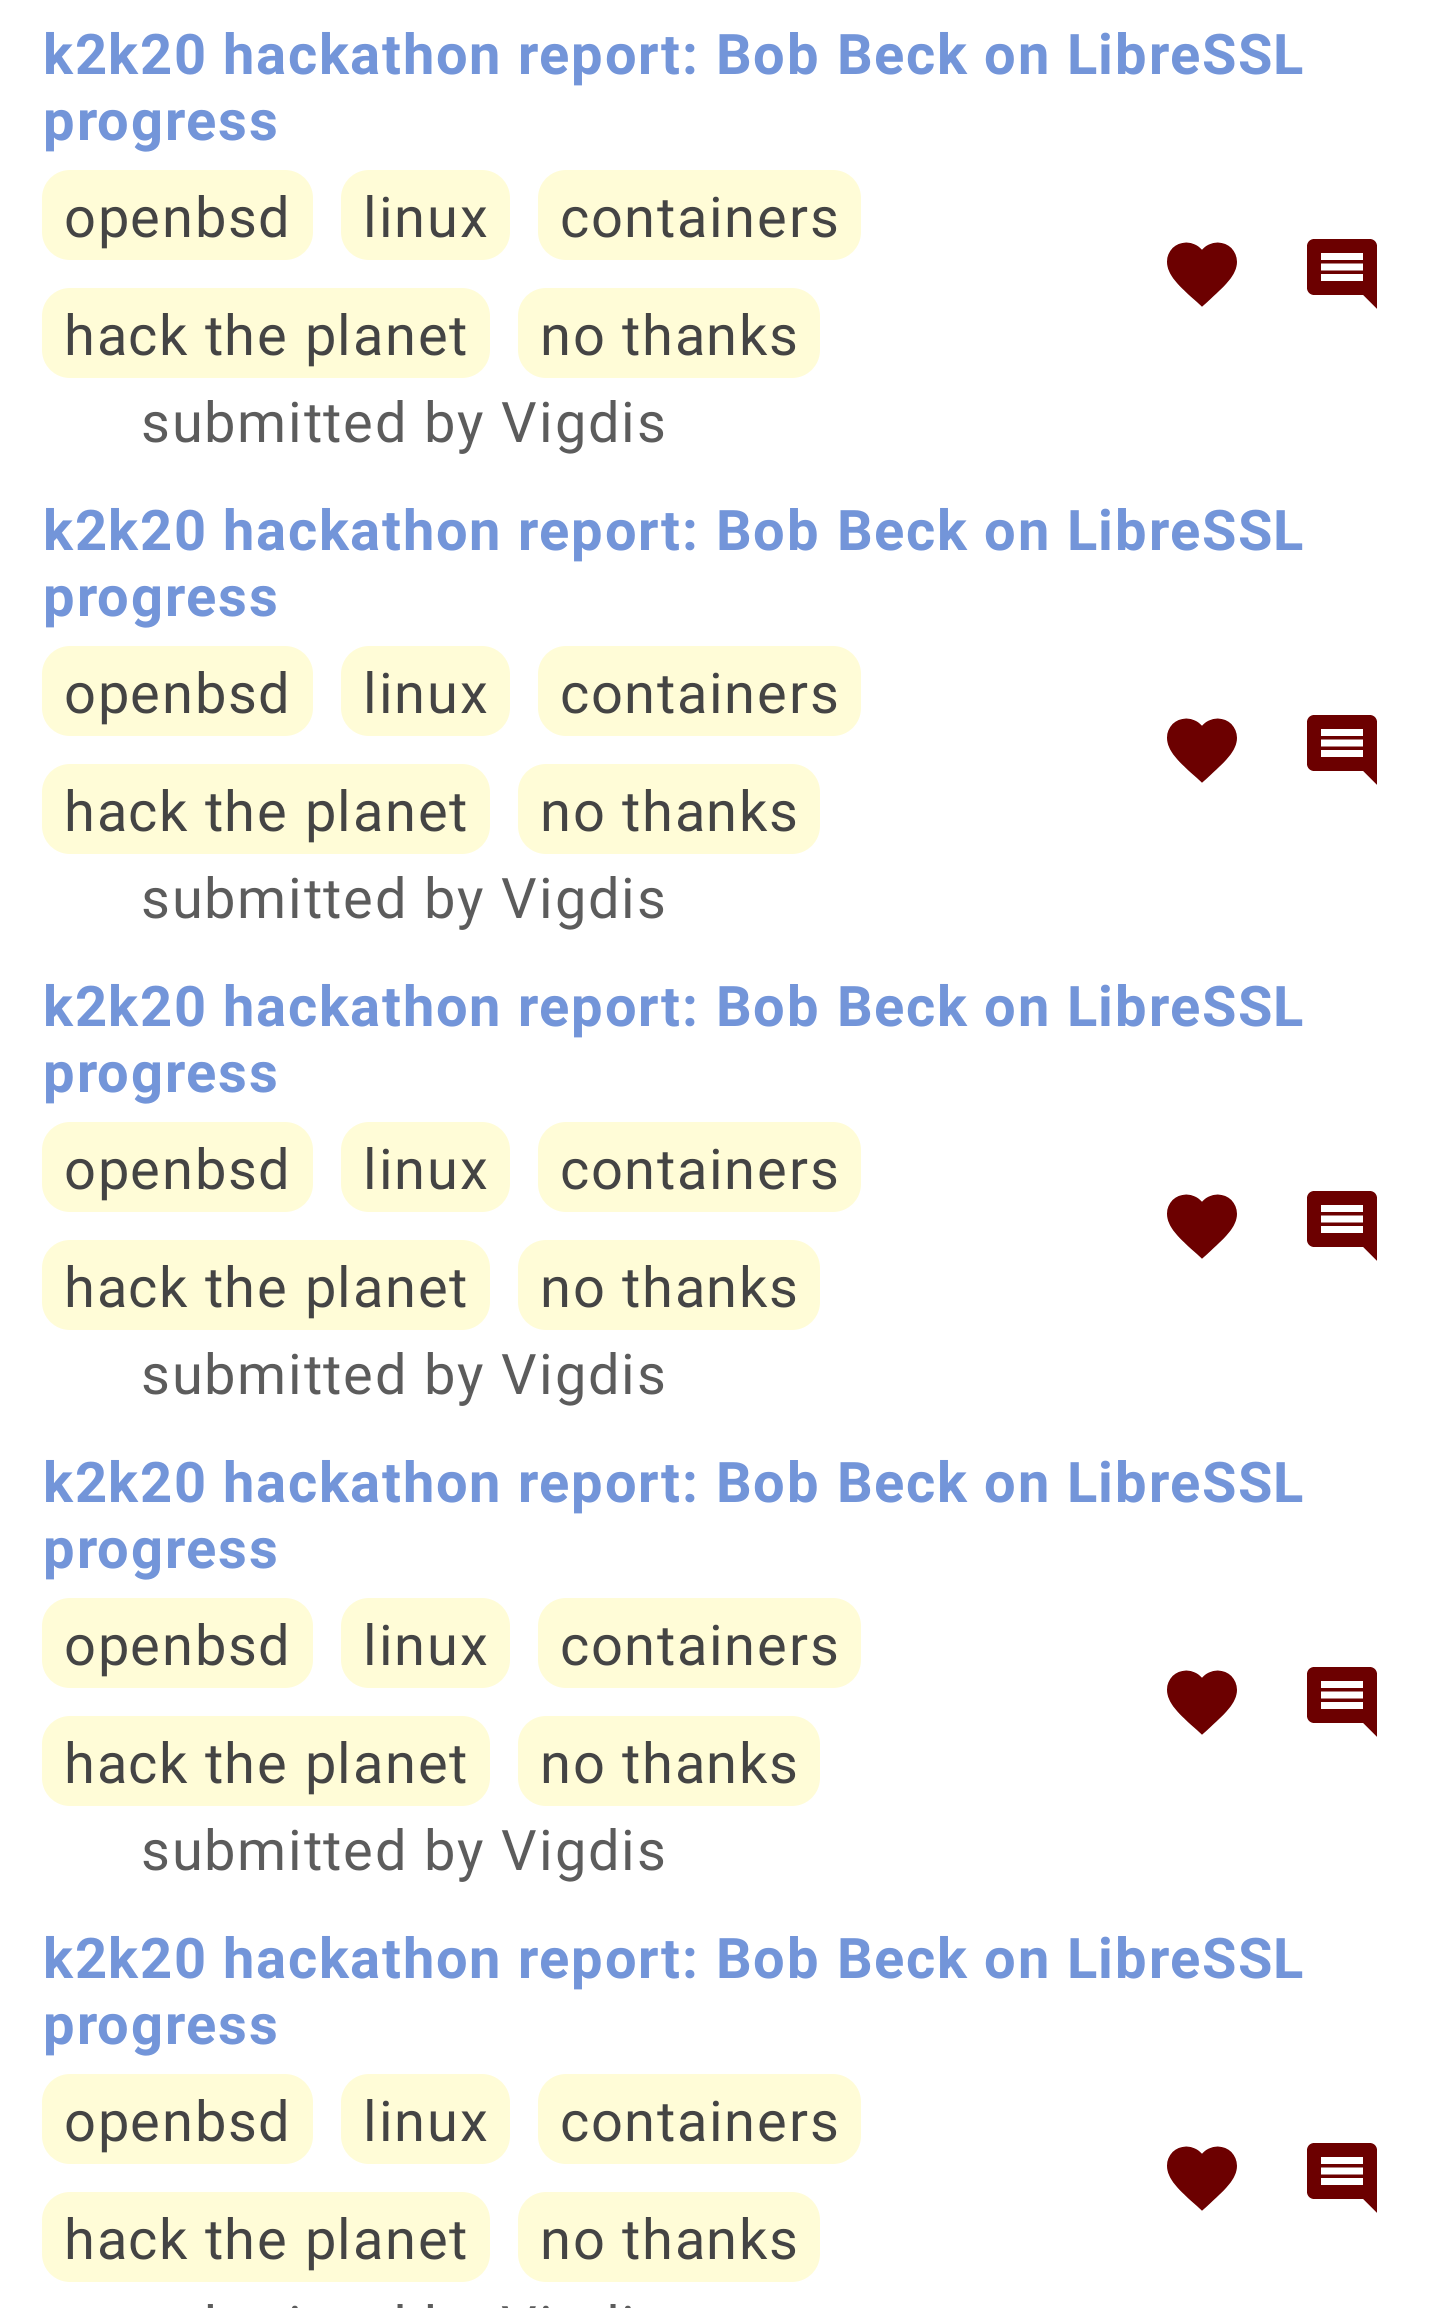 k2k20 hackathon report: Bob Beck on LibreSSL
progress
openbsd linux containers
hack the planet no thanks
submitted by Vigdis
k2k20 hackathon report: Bob Beck on LibreSSL
progress
openbsd linux containers
hack the planet no thanks
submitted by Vigdis
k2k20 hackathon report: Bob Beck on LibreSSL
progress
openbsd linux containers
hack the planet no thanks
submitted by Vigdis
k2k20 hackathon report: Bob Beck on LibreSSL
progress
openbsd linux containers
hack the planet no thanks
submitted by Vigdis
k2k20 hackathon report: Bob Beck on LibreSSL
progress
openbsd linux containers
hack the planet no thanks